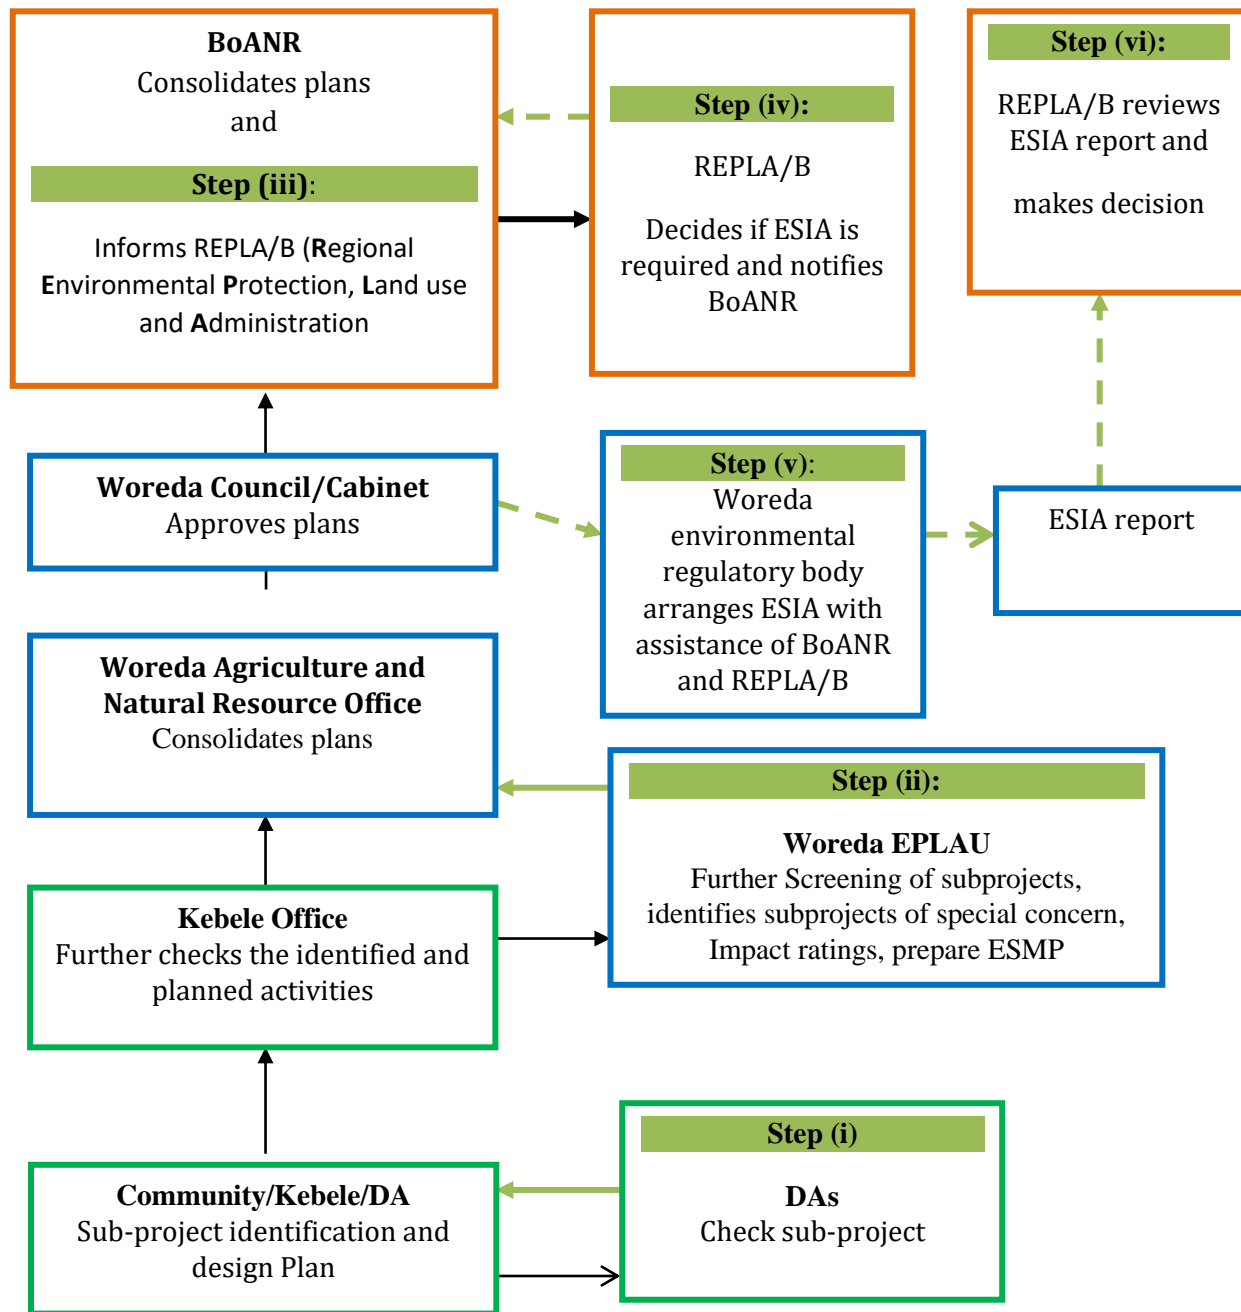 BoANR
Consolidates plans
and
Step (iii):
Informs REPLA/B (Regional
Environmental Protection, Land use
and Administration
Step (iv):
REPLA/B
Decides if ESIA is
required and notifies
BoANR
Step (vi):
REPLA/B reviews
ESIA report and
makes decision
Woreda Council/Cabinet
Approves plans
Step (v):
Woreda
environmental
regulatory body
arranges ESIA with
assistance of BoANR
and REPLA/B
ESIA report
Woreda Agriculture and
Natural Resource Office
Consolidates plans
Step (ii):
Woreda EPLAU
Further Screening of subprojects,
identifies subprojects of special concern,
Impact ratings, prepare ESMP
Kebele Office
Further checks the identified and
planned activities
Step (i)
DAs
Check sub-project
Community/Kebele/DA
Sub-project identification and
design Plan